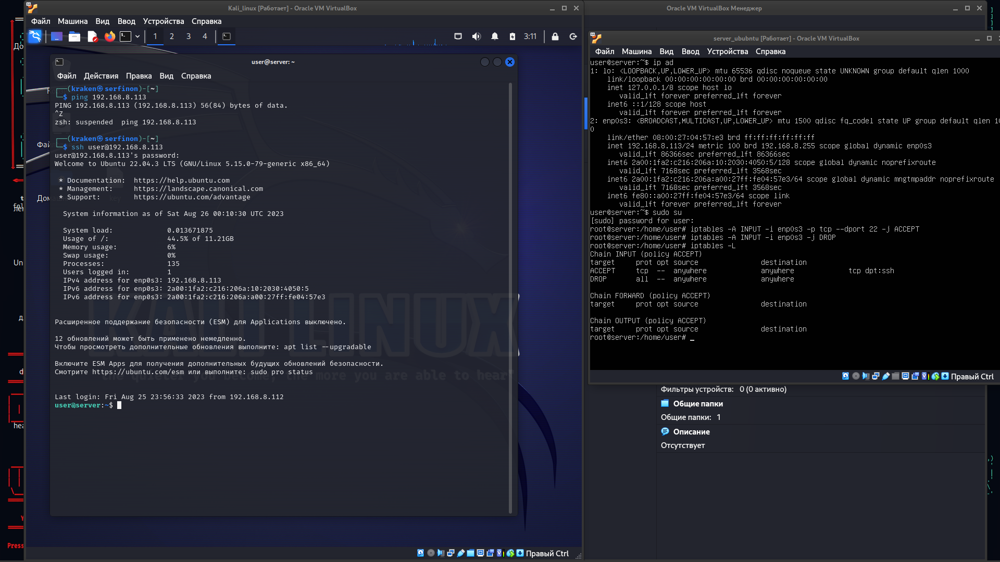 Kali_linux [Работает] - Oracle VM VirtualBox
Файл Машина Вид Ввод Устройства Справка
1 2 3 4
3:11
user@server: ~
Файл Действия Правка Вид Справка
┌──(kraken㉿serfinon)-[~]
└─$ ping 192.168.8.113
PING 192.168.8.113 (192.168.8.113) 56(84) bytes of data.
^Z
zsh: suspended  ping 192.168.8.113
┌──(kraken㉿serfinon)-[~]
└─$ ssh user@192.168.8.113
user@192.168.8.113's password:
Welcome to Ubuntu 22.04.3 LTS (GNU/Linux 5.15.0-79-generic x86_64)
* Documentation:  https://help.ubuntu.com
* Management:     https://landscape.canonical.com
* Support:        https://ubuntu.com/advantage
System information as of Sat Aug 26 00:10:30 UTC 2023
System load:             0.013671875
Usage of /:              44.5% of 11.21GB
Memory usage:            6%
Swap usage:              0%
Processes:               135
Users logged in:         1
IPv4 address for enp0s3: 192.168.8.113
IPv6 address for enp0s3: 2a00:1fa2:c216:206a:10:2030:4050:5
IPv6 address for enp0s3: 2a00:1fa2:c216:206a:a00:27ff:fe04:57e3
Расширенное поддержание безопасности (ESM) для Applications выключено.
12 обновлений может быть применено немедленно.
Чтобы просмотреть дополнительные обновления выполните: apt list --upgradable
Включите ESM Apps для получения дополнительных будущих обновлений безопасности.
Смотрите https://ubuntu.com/esm или выполните: sudo pro status
Last login: Fri Aug 25 23:56:33 2023 from 192.168.8.112
user@server:~$
KALI LINUX
"the quieter you become, the more you are able to hear"
Правый Ctrl
Oracle VM VirtualBox Менеджер
server_ububntu [Работает] - Oracle VM VirtualBox
Файл Машина Вид Ввод Устройства Справка
user@server:~$ ip ad
1: lo: <LOOPBACK,UP,LOWER_UP> mtu 65536 qdisc noqueue state UNKNOWN group default qlen 1000
link/loopback 00:00:00:00:00:00 brd 00:00:00:00:00:00
inet 127.0.0.1/8 scope host lo
valid_lft forever preferred_lft forever
inet6 ::1/128 scope host
valid_lft forever preferred_lft forever
2: enp0s3: <BROADCAST,MULTICAST,UP,LOWER_UP> mtu 1500 qdisc fq_codel state UP group default qlen 10
0
link/ether 08:00:27:04:57:e3 brd ff:ff:ff:ff:ff:ff
inet 192.168.8.113/24 metric 100 brd 192.168.8.255 scope global dynamic enp0s3
valid_lft 86366sec preferred_lft 86366sec
inet6 2a00:1fa2:c216:206a:10:2030:4050:5/128 scope global dynamic noprefixroute
valid_lft 7168sec preferred_lft 3568sec
inet6 2a00:1fa2:c216:206a:a00:27ff:fe04:57e3/64 scope global dynamic mngtmpaddr noprefixroute
valid_lft 7168sec preferred_lft 3568sec
inet6 fe80::a00:27ff:fe04:57e3/64 scope link
valid_lft forever preferred_lft forever
user@server:~$ sudo su
[sudo] password for user:
root@server:/home/user# iptables -A INPUT -i enp0s3 -p tcp --dport 22 -j ACCEPT
root@server:/home/user# iptables -A INPUT -i enp0s3 -j DROP
root@server:/home/user# iptables -L
Chain INPUT (policy ACCEPT)
target     prot opt source               destination
ACCEPT     tcp  --  anywhere             anywhere             tcp dpt:ssh
DROP       all  --  anywhere             anywhere
Chain FORWARD (policy ACCEPT)
target     prot opt source               destination
Chain OUTPUT (policy ACCEPT)
target     prot opt source               destination
root@server:/home/user# _
Правый Ctrl
Фильтры устройств: 0 (0 активно)
Общие папки
Общие папки: 1
Описание
Отсутствует
Press